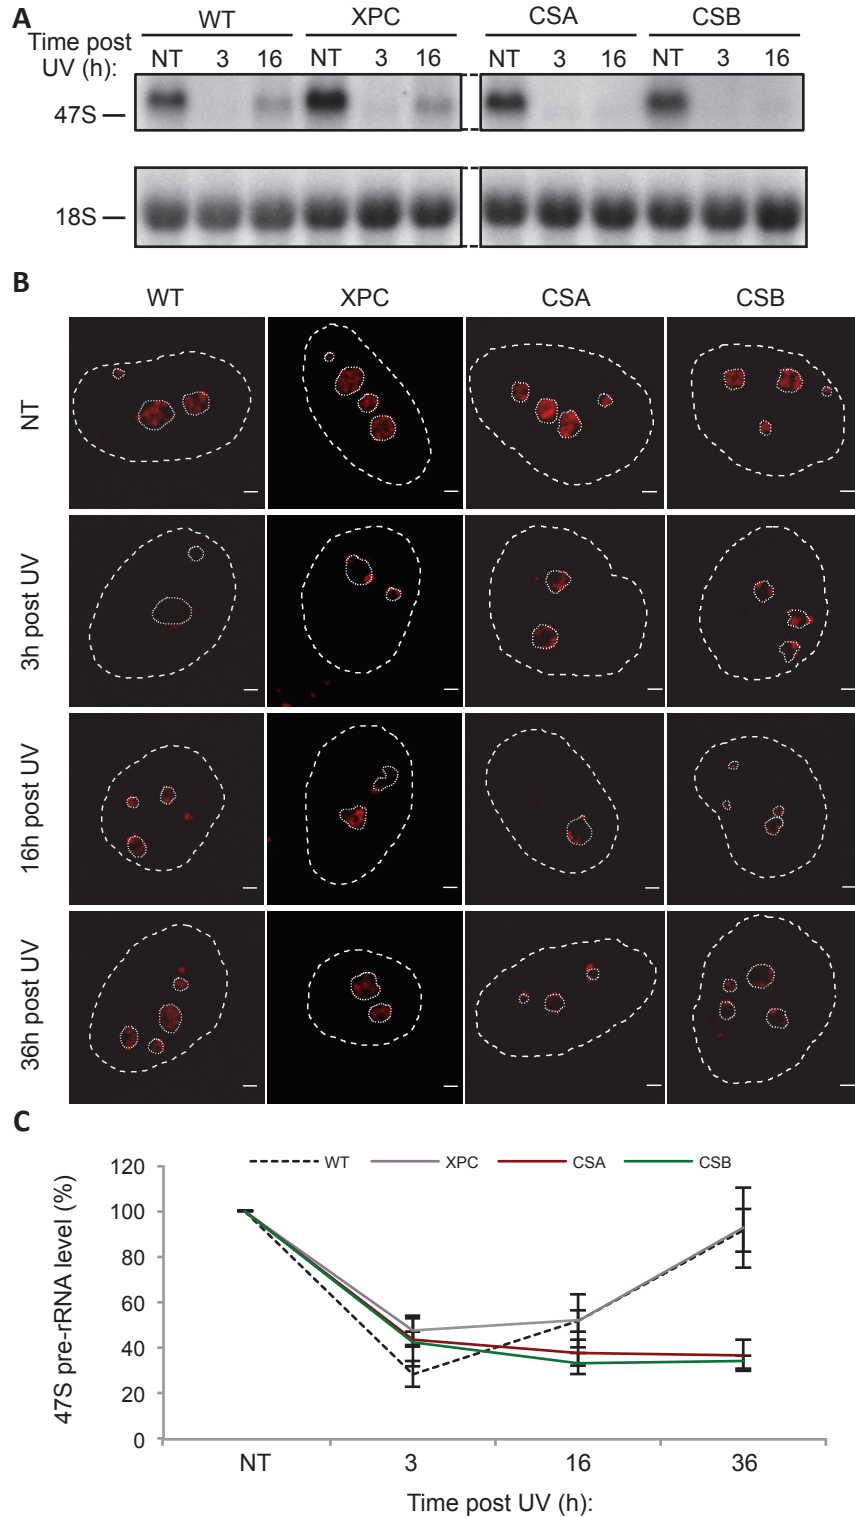 A
WT XPC CSA CSB
Time post UV (h): NT 3 16 NT 3 16 NT 3 16 NT 3 16
47S
18S
B
WT XPC CSA CSB
NT
3h post UV
16h post UV
36h post UV
C
WT XPC CSA CSB
120
100
80
60
40
20
0
47S pre-rRNA level (%)
NT 3 16 36
Time post UV (h):